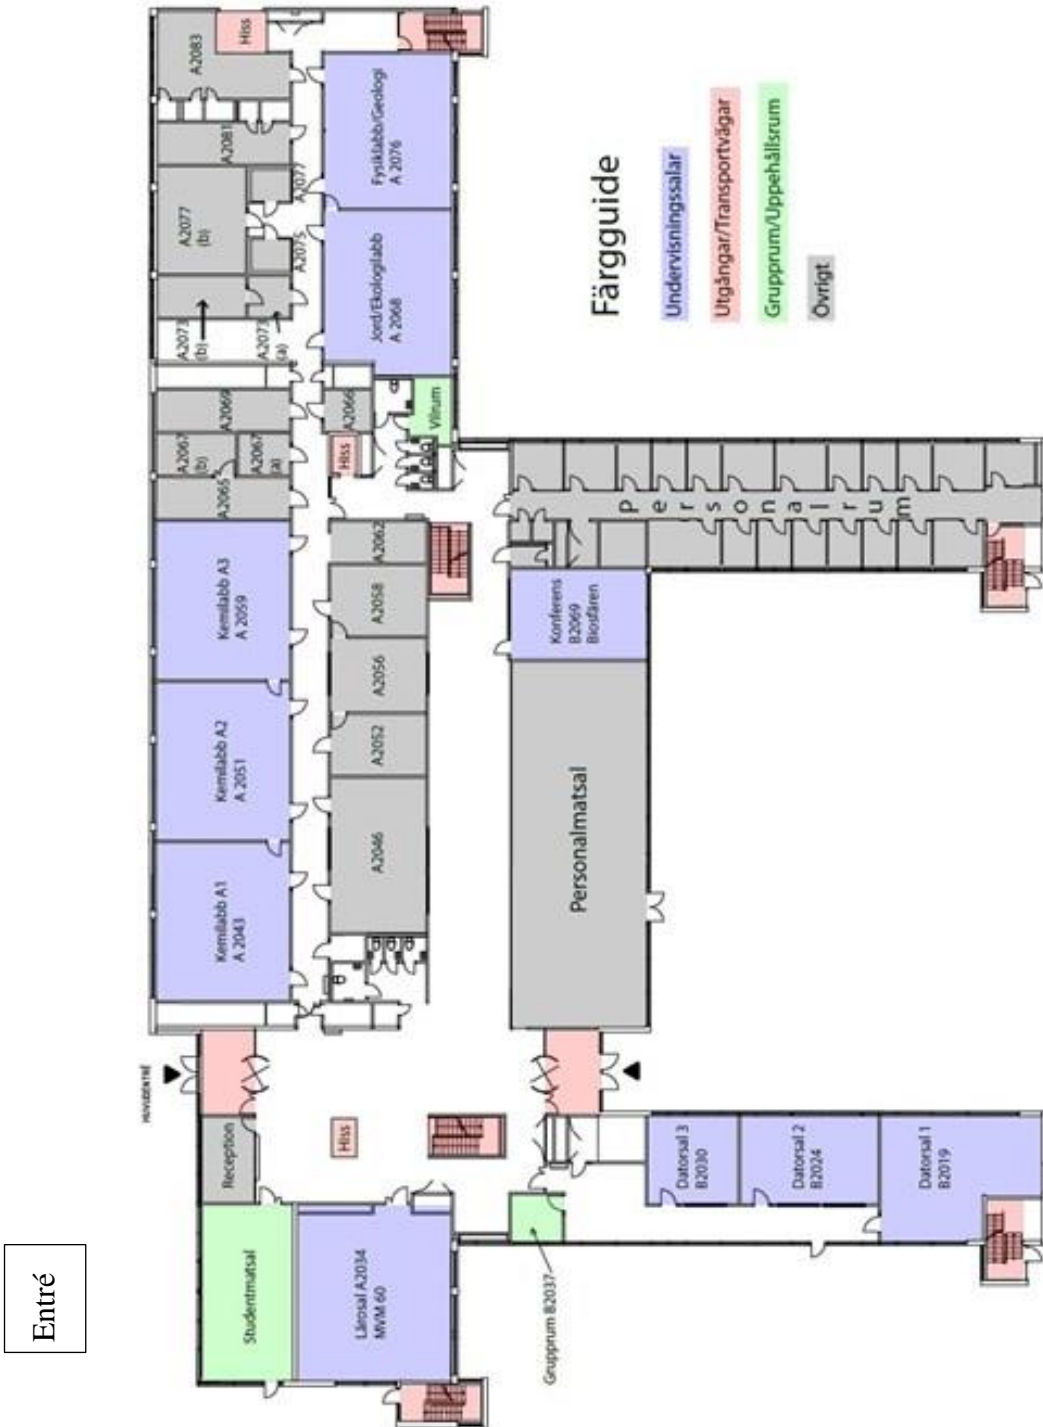 Entré
HUVUDENTRÉ
Studentmatsal
Reception
Lärosal A2034
MVM 60
Hiss
Kemilabb A1
A 2043
Kemilabb A2
A 2051
Kemilabb A3
A 2059
A2065
A2067
(b)
A2067
(a)
A2069
A2073
(b)
A2073
(a)
A2077
(b)
A2075
A2077
A2081
A2083
Hiss
A2046
A2052
A2056
A2058
A2062
Hiss
A2066
Vilrum
Jord/Ekologilabb
A 2068
Fysiklabb/Geologi
A 2076
Grupprum B2037
Personalmatsal
Konferens
B2069
Biosfären
Personalrum
Datorsal 3
B2030
Datorsal 2
B2024
Datorsal 1
B2019
Färgguide
Undervisningssalar
Utgångar/Transportvägar
Grupprum/Uppehållsrum
Övrigt